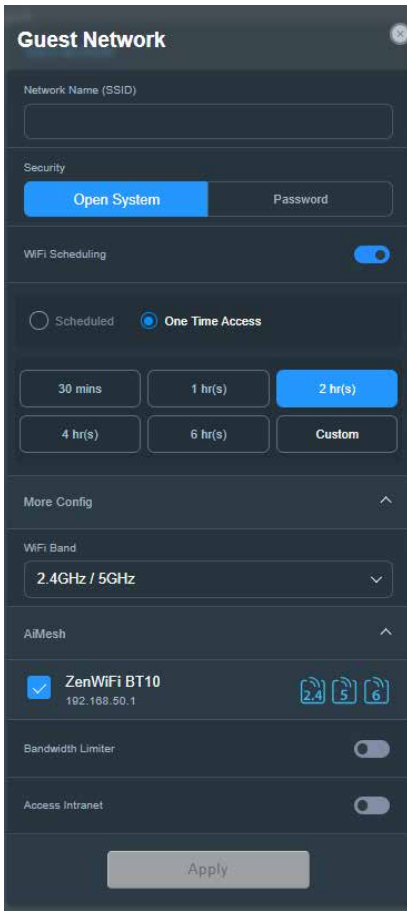 Guest Network
Network Name (SSID)
Security
Open System Password
WiFi Scheduling
Scheduled One Time Access
30 mins 1 hr(s) 2 hr(s)
4 hr(s) 6 hr(s) Custom
More Config
WiFi Band
2.4GHz / 5GHz
AiMesh
ZenWiFi BT10
192.168.50.1
2.4 5 6
Bandwidth Limiter
Access Intranet
Apply